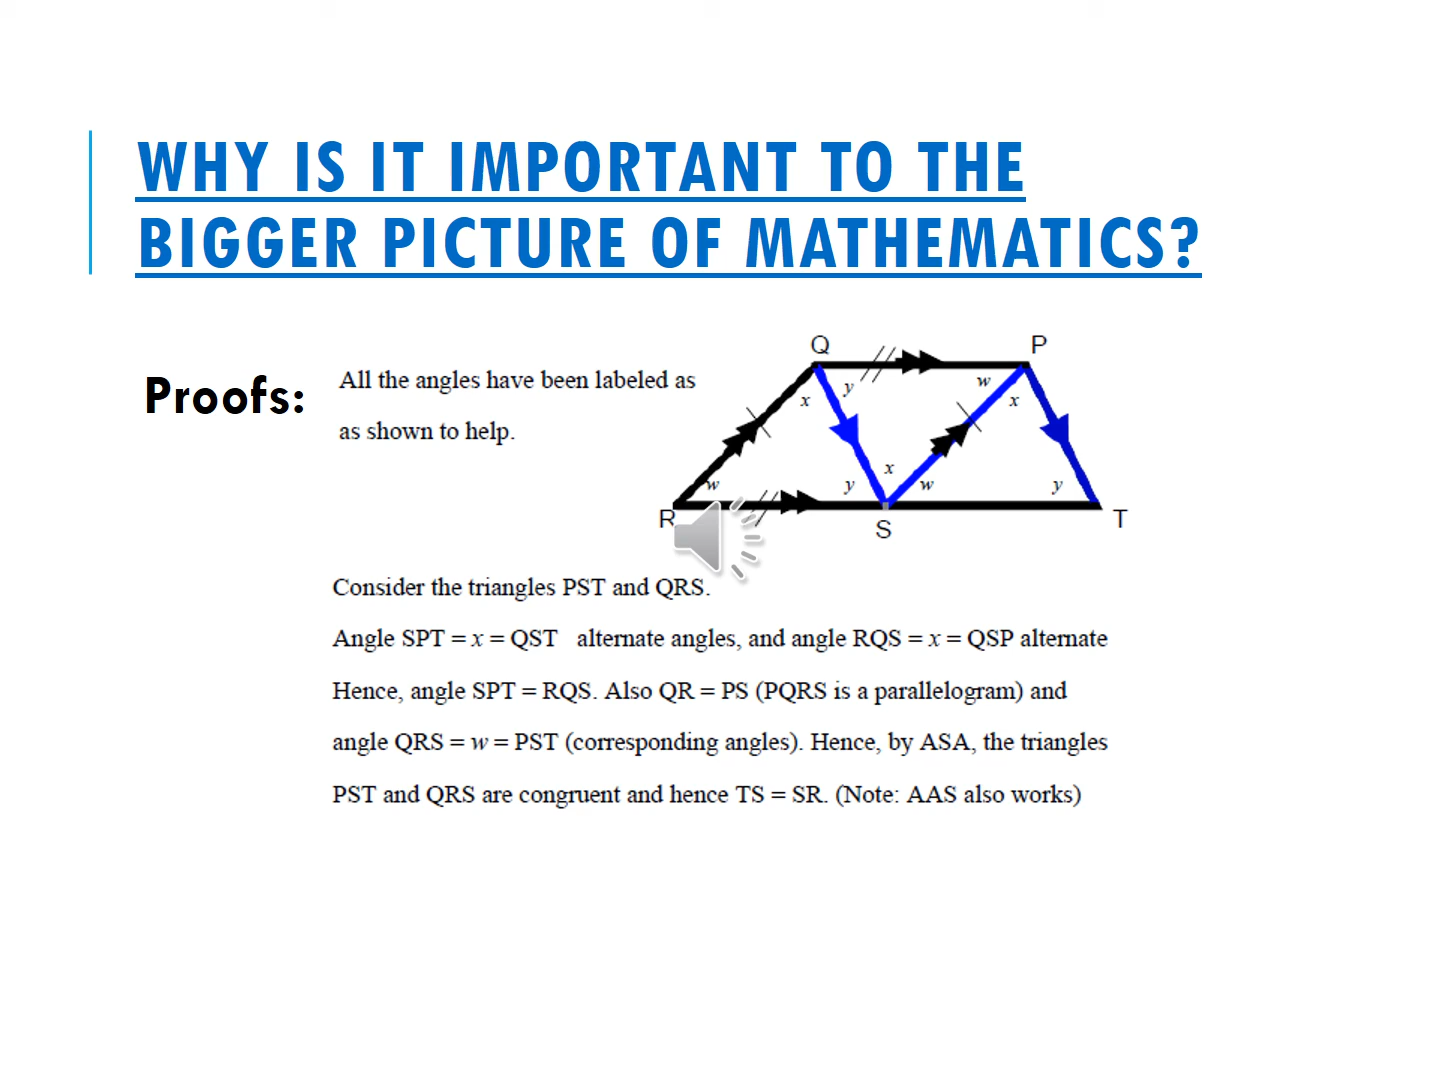 WHY IS IT IMPORTANT TO THE
BIGGER PICTURE OF MATHEMATICS?
Proofs:
All the angles have been labeled as
as shown to help.
Q
P
y
w
x
x
x
w
y
w
y
R
S
T
Consider the triangles PST and QRS.
Angle SPT = x = QST alternate angles, and angle RQS = x = QSP alternate
Hence, angle SPT = RQS. Also QR = PS (PQRS is a parallelogram) and
angle QRS = w = PST (corresponding angles). Hence, by ASA, the triangles
PST and QRS are congruent and hence TS = SR. (Note: AAS also works)